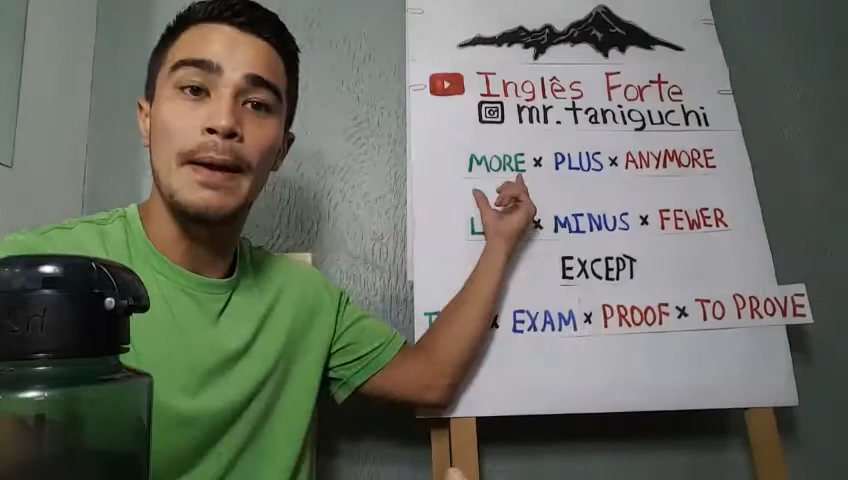 Inglês Forte
mr.taniguchi
MORE x PLUS x ANYMORE
x MINUS x FEWER
EXCEPT
x EXAM x PROOF x TO PROVE